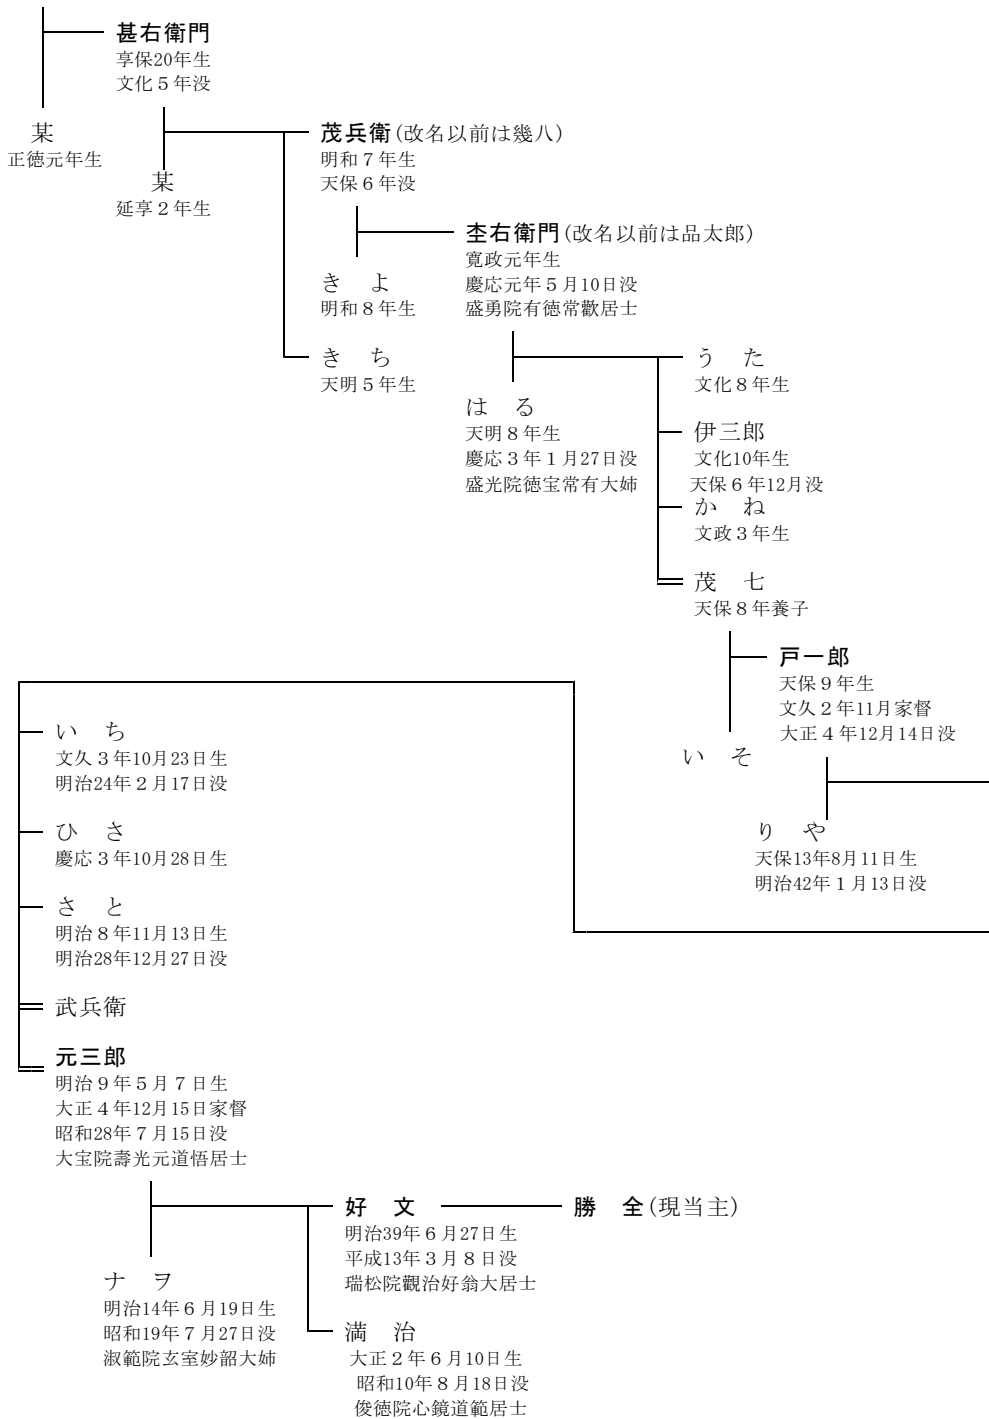 甚右衛門
享保20年生
文化５年没
某
正徳元年生
某
延享２年生
茂兵衛(改名以前は幾八)
明和７年生
天保６年没
き　よ
明和８年生
き　ち
天明５年生
杢右衛門(改名以前は品太郎)
寛政元年生
慶応元年５月10日没
盛勇院有徳常歡居士
は　る
天明８年生
慶応３年１月27日没
盛光院徳宝常有大姉
う　た
文化８年生
伊三郎
文化10年生
天保６年12月没
か　ね
文政３年生
茂　七
天保８年養子
い　そ
戸一郎
天保９年生
文久２年11月家督
大正４年12月14日没
り　や
天保13年8月11日生
明治42年１月13日没
い　ち
文久３年10月23日生
明治24年２月17日没
ひ　さ
慶応３年10月28日生
さ　と
明治８年11月13日生
明治28年12月27日没
武兵衛
元三郎
明治９年５月７日生
大正４年12月15日家督
昭和28年７月15日没
大宝院壽光元道悟居士
ナ　ヲ
明治14年６月19日生
昭和19年７月27日没
淑範院玄室妙韶大姉
好　文
明治39年６月27日生
平成13年３月８日没
瑞松院觀治好翁大居士
勝　全(現当主)
満　治
大正２年６月10日生
昭和10年８月18日没
俊徳院心鏡道範居士